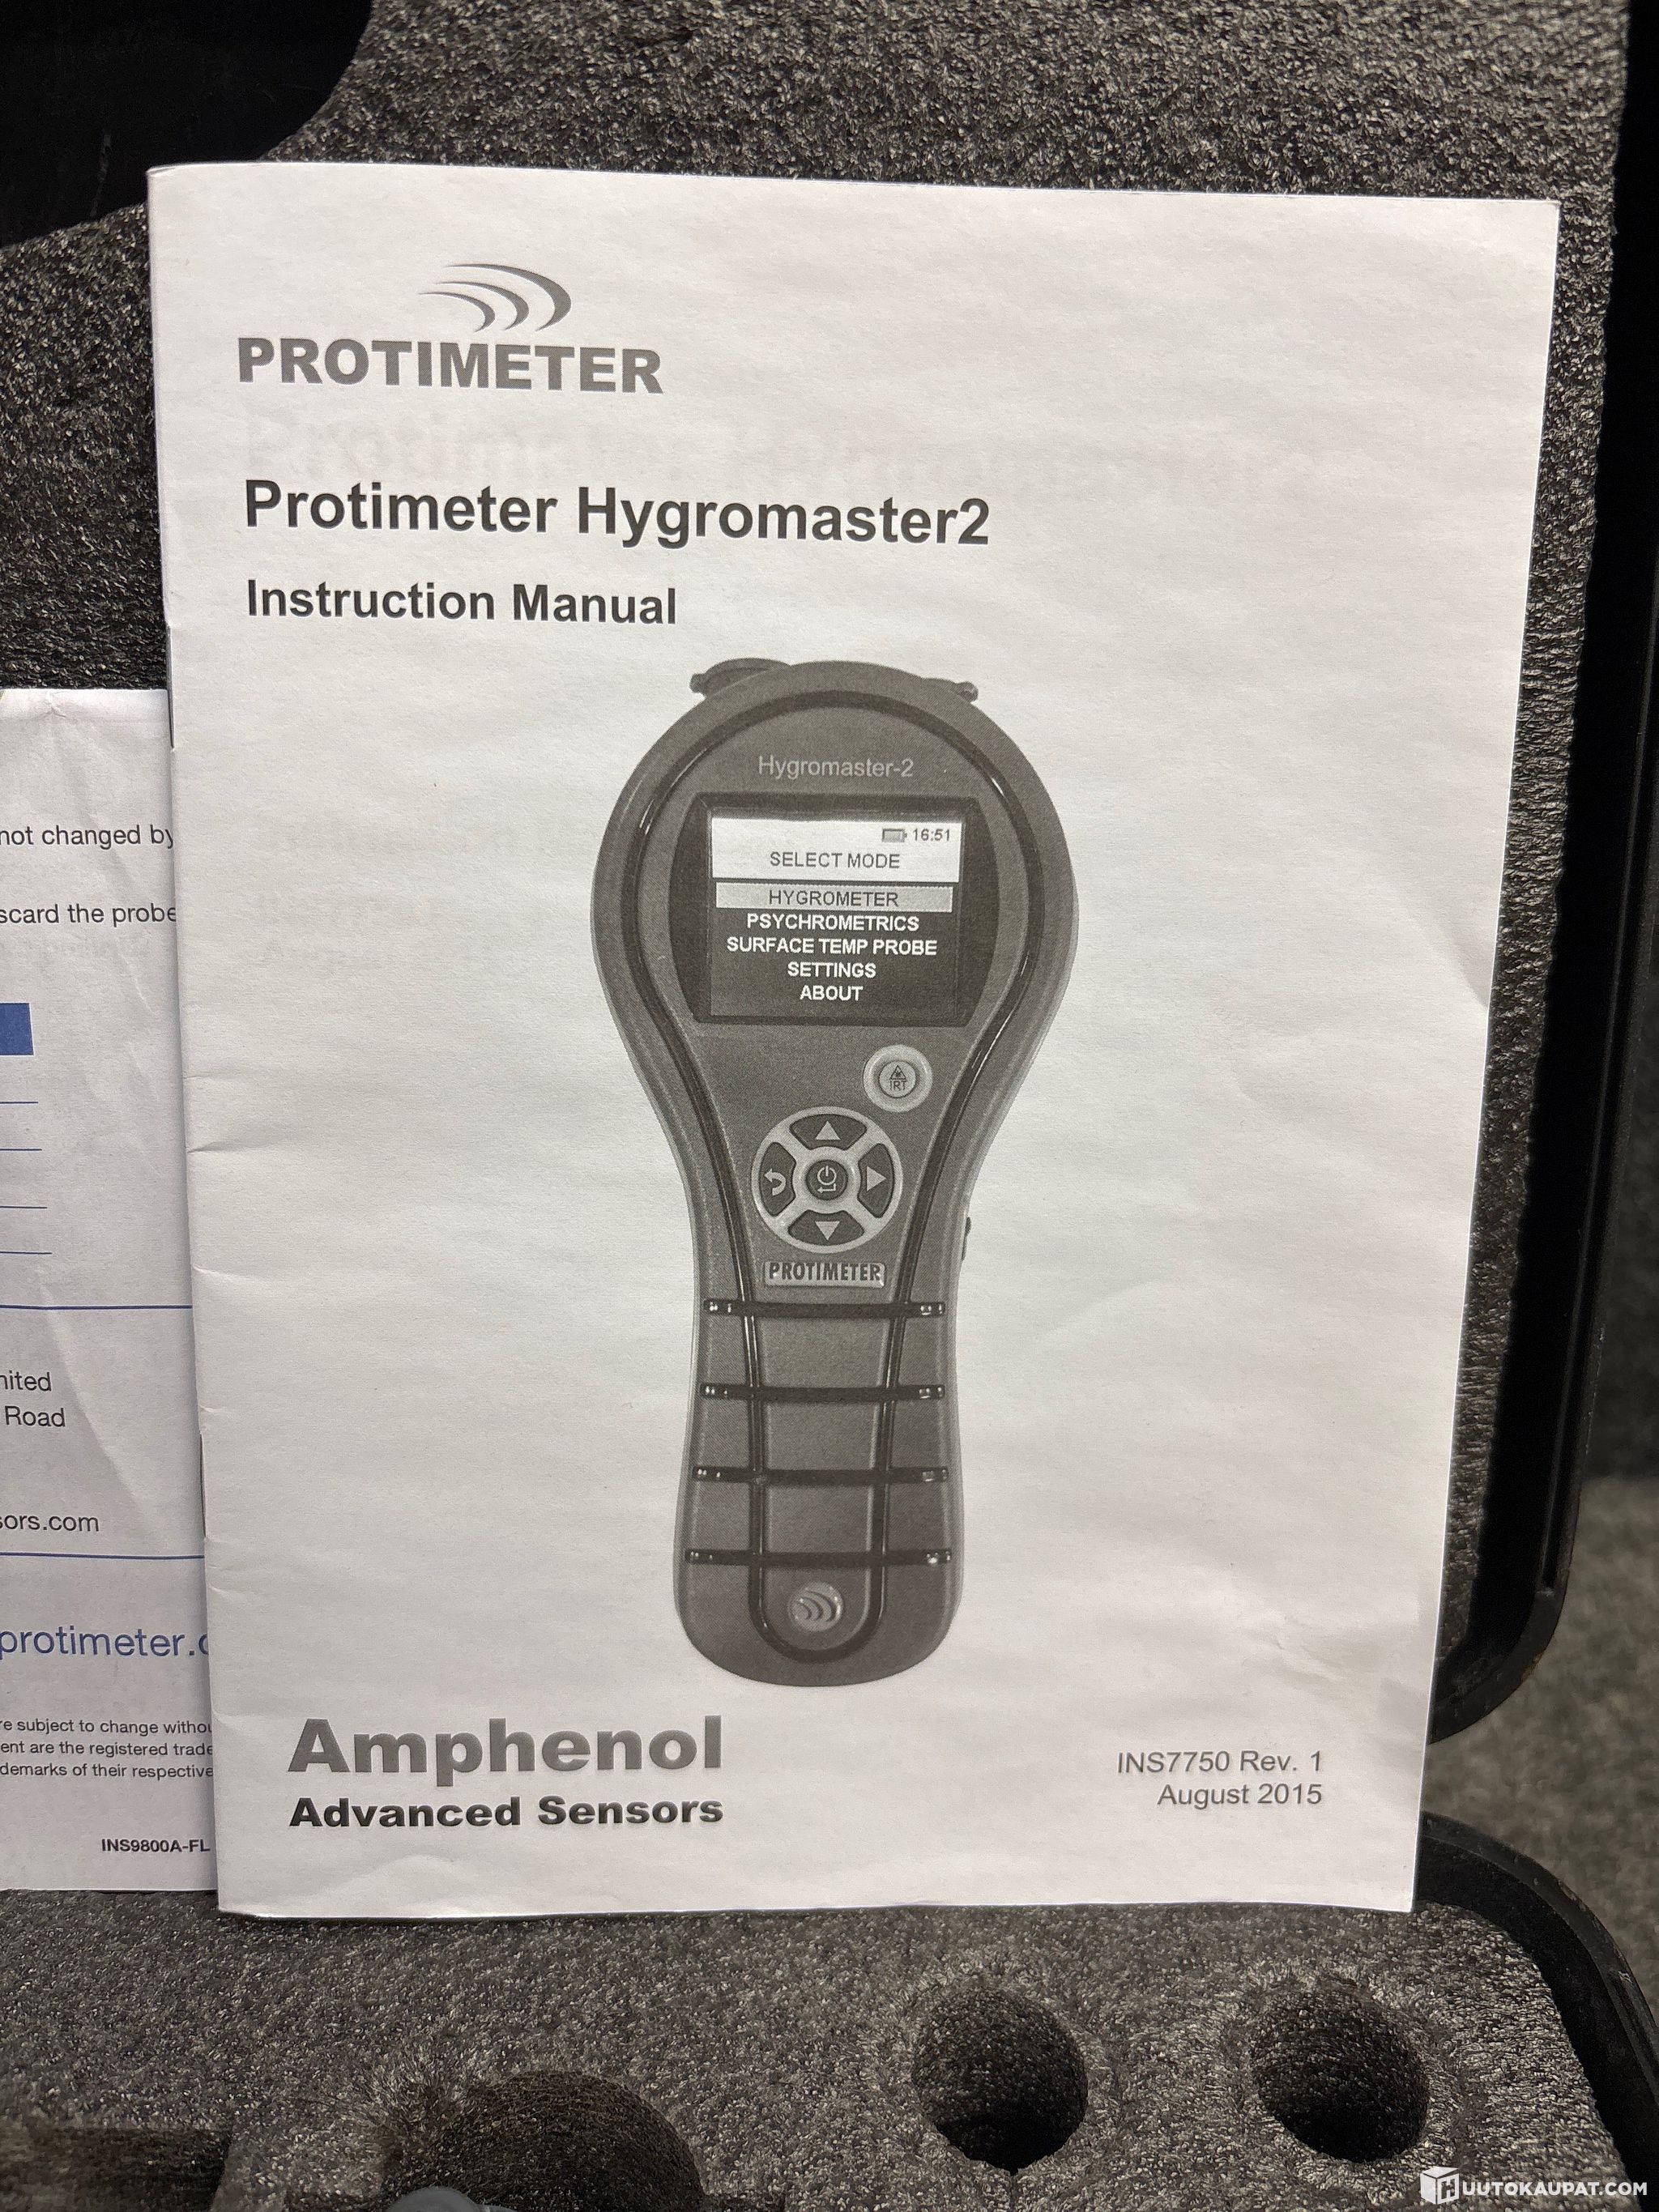 PROTIMETER
Protimeter Hygromaster2
Instruction Manual
Hygromaster-2
16:51
SELECT MODE
HYGROMETER
PSYCHROMETRICS
SURFACE TEMP PROBE
SETTINGS
ABOUT
IRT
PROTIMETER
Amphenol
Advanced Sensors
INS7750 Rev. 1
August 2015
not changed by
scard the probe
nited
Road
sors.com
protimeter.c
re subject to change withou
ent are the registered trade
demarks of their respective
INS9800A-FL
HUUTOKAUPAT.COM